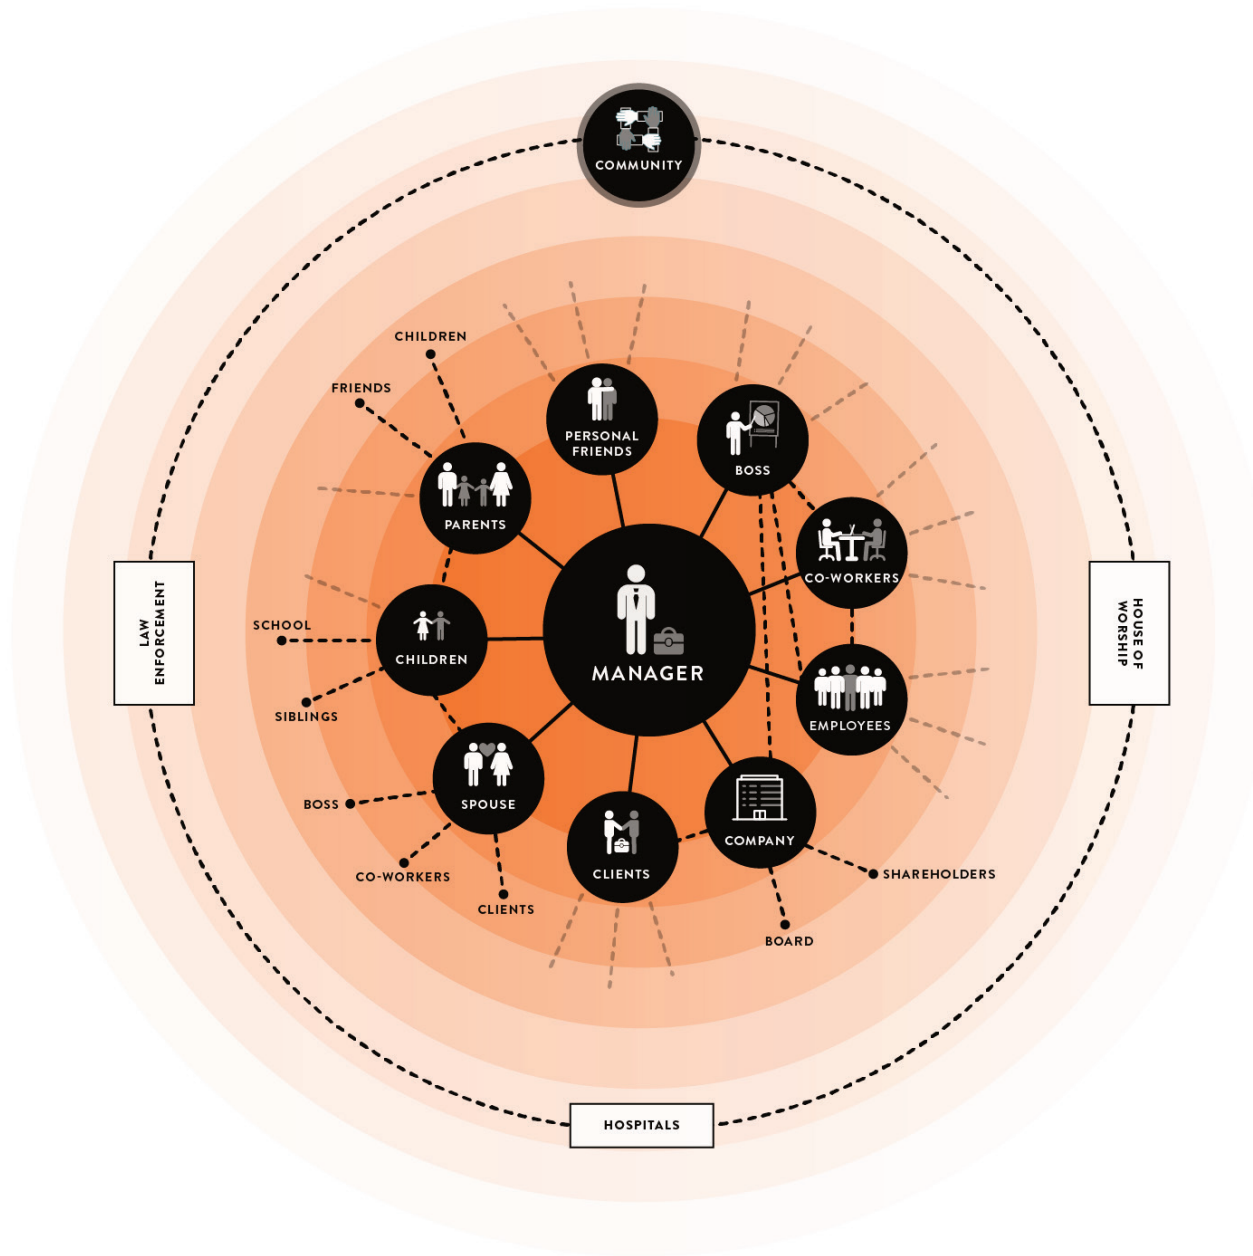 COMMUNITY
CHILDREN
FRIENDS
PERSONAL
FRIENDS
BOSS
PARENTS
CO-WORKERS
LAW
ENFORCEMENT
HOUSE OF
WORSHIP
SCHOOL
CHILDREN
MANAGER
SIBLINGS
EMPLOYEES
BOSS
SPOUSE
COMPANY
CO-WORKERS
CLIENTS
SHAREHOLDERS
CLIENTS
BOARD
HOSPITALS